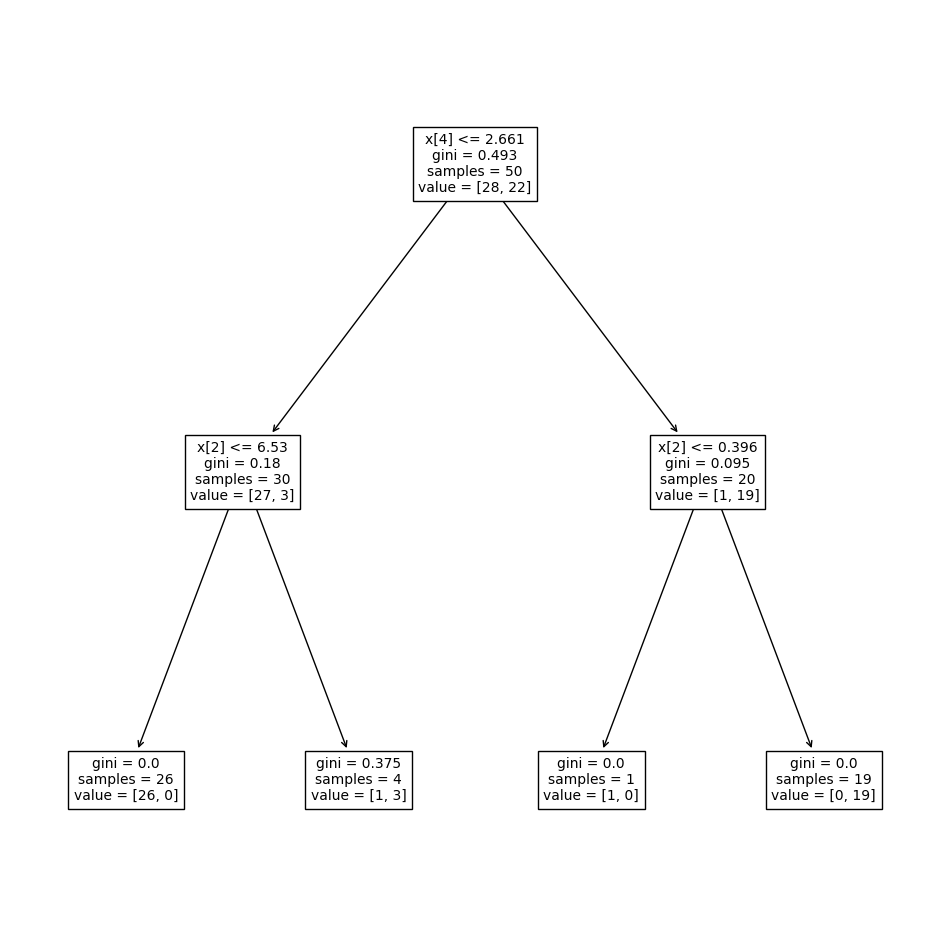 x[4] <= 2.661
gini = 0.493
samples = 50
value = [28, 22]
x[2] <= 6.53
gini = 0.18
samples = 30
value = [27, 3]
x[2] <= 0.396
gini = 0.095
samples = 20
value = [1, 19]
gini = 0.0
samples = 26
value = [26, 0]
gini = 0.375
samples = 4
value = [1, 3]
gini = 0.0
samples = 1
value = [1, 0]
gini = 0.0
samples = 19
value = [0, 19]